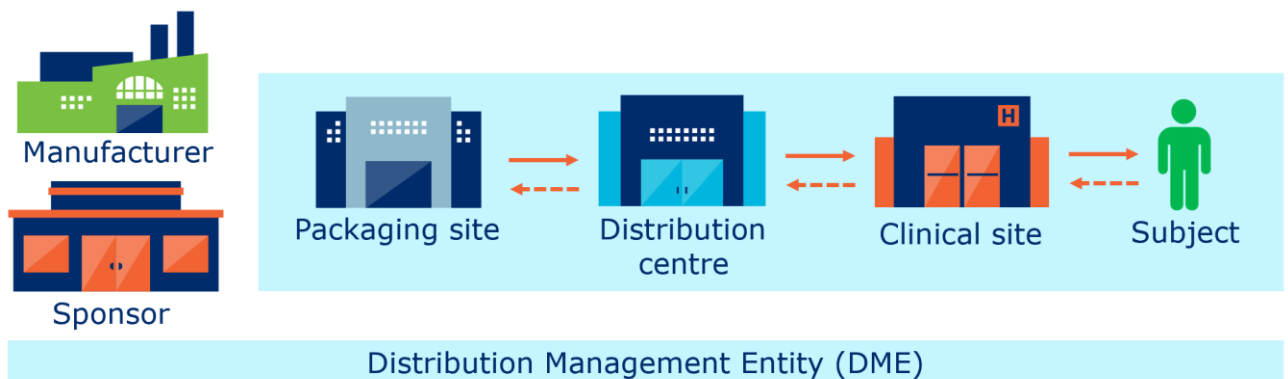 Manufacturer
Sponsor
Packaging site
Distribution
centre
Clinical site
H
Subject
Distribution Management Entity (DME)